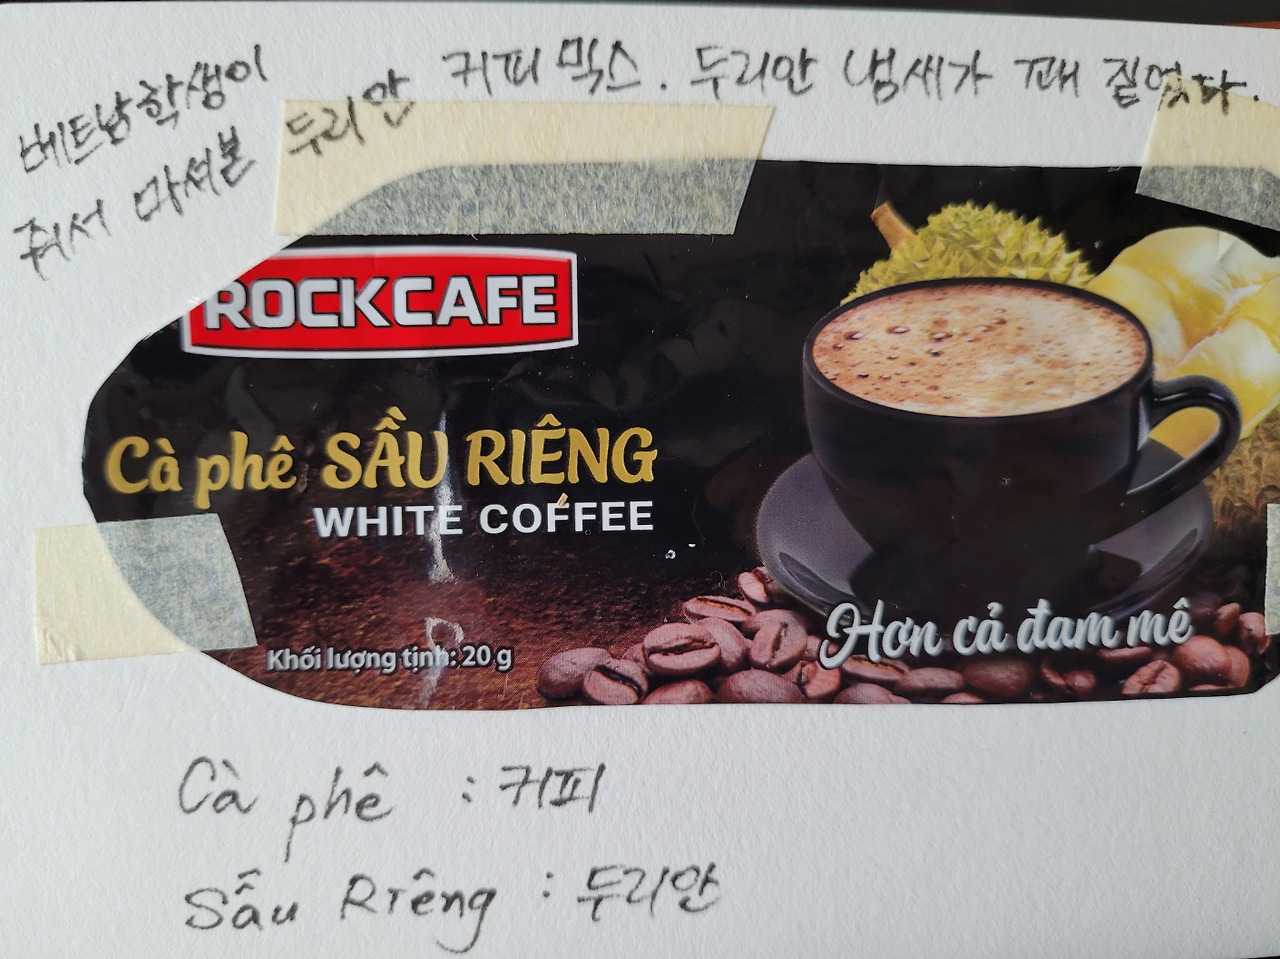 베트남학생이
줘서 마셔본 두리안 커피믹스. 두리안 냄세가 꽤 짙었다.
ROCKCAFE
Cà phê SẦU RIÊNG
WHITE COFFEE
Hơn cả đam mê
Khối lượng tịnh: 20 g
Cà phê :커피
Sẫu Riêng : 두리안